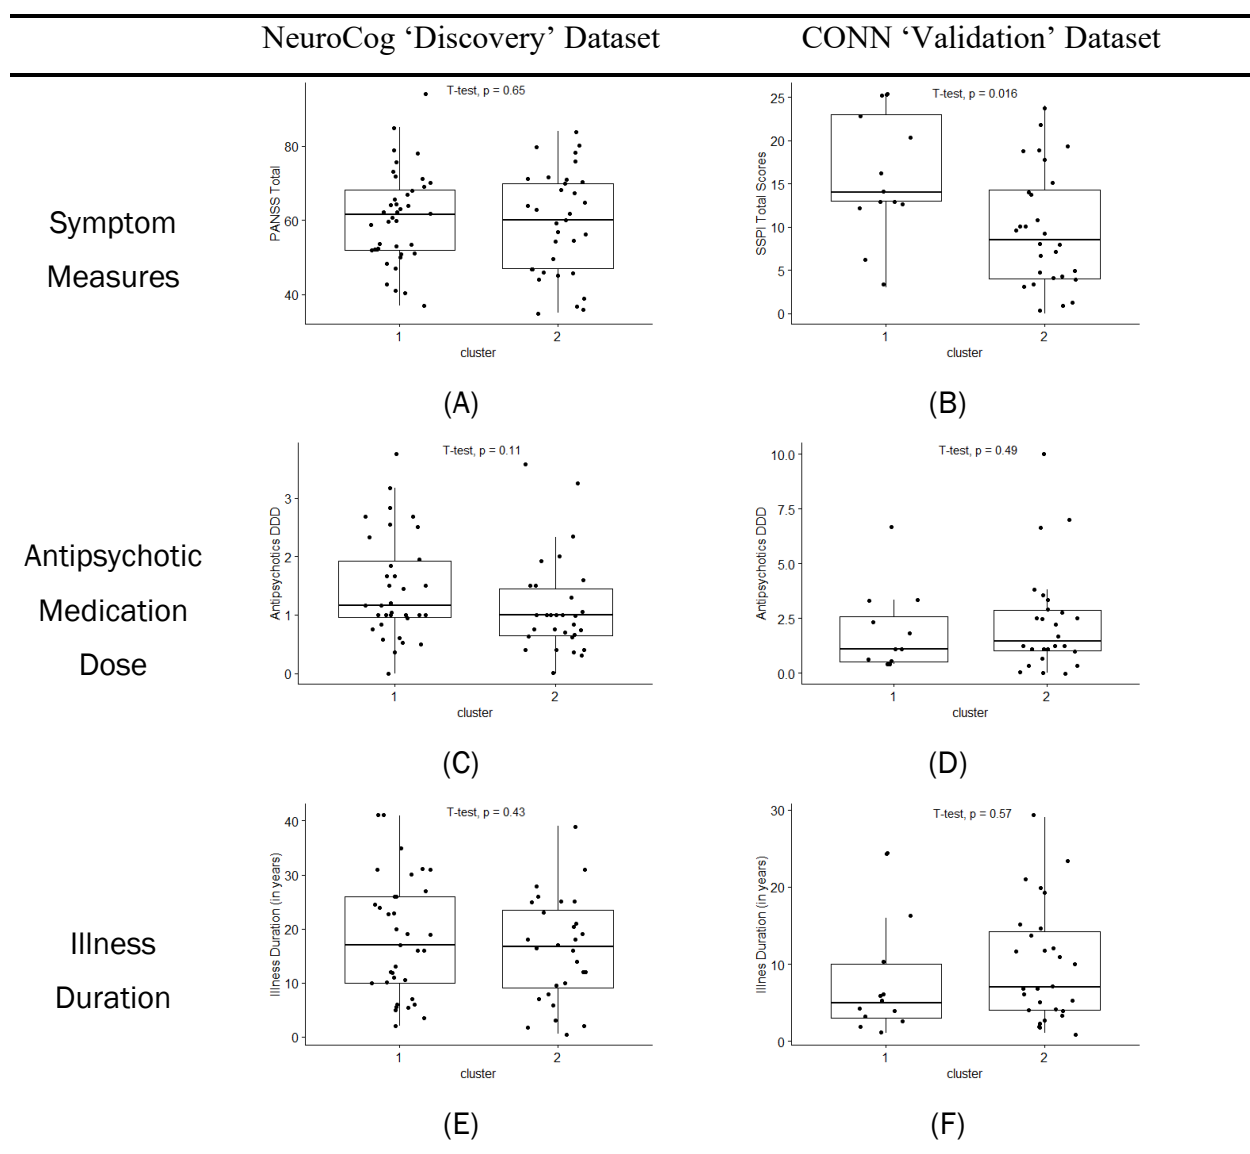 NeuroCog ‘Discovery’ Dataset
CONN ‘Validation’ Dataset
Symptom
Measures
T-test, p = 0.65
PANSS Total
80
60
40
1
2
cluster
(A)
T-test, p = 0.016
SSPI Total Scores
25
20
15
10
5
0
1
2
cluster
(B)
Antipsychotic
Medication
Dose
T-test, p = 0.11
Antipsychotics DDD
3
2
1
0
1
2
cluster
(C)
T-test, p = 0.49
Antipsychotics DDD
10.0
7.5
5.0
2.5
0.0
1
2
cluster
(D)
Illness
Duration
T-test, p = 0.43
Illness Duration (in years)
40
30
20
10
0
1
2
cluster
(E)
T-test, p = 0.57
Illnes Duration (in years)
30
20
10
0
1
2
cluster
(F)